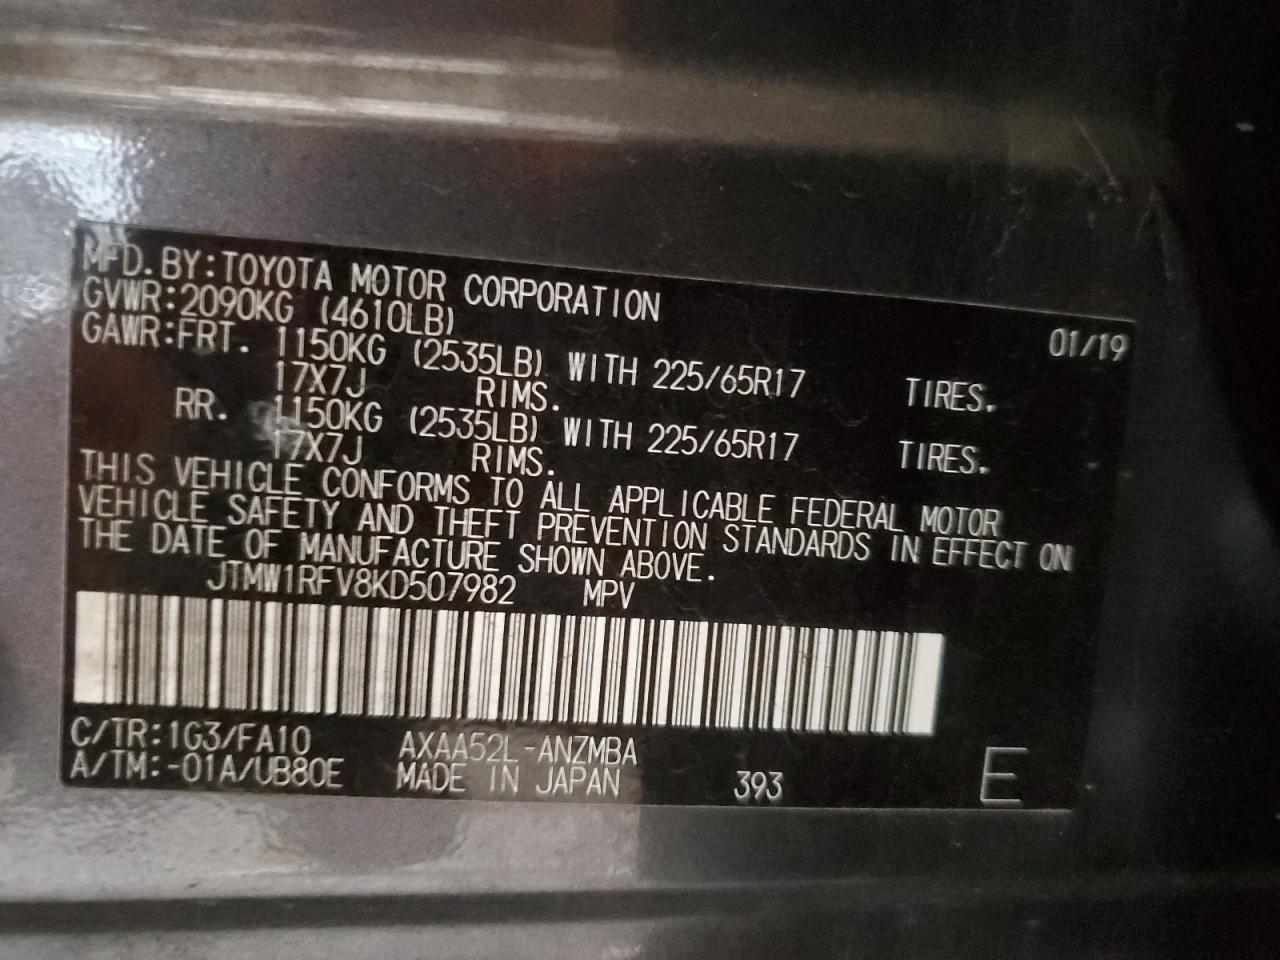 MFD. BY:TOYOTA MOTOR CORPORATION 01/19
GVWR:2090KG (4610LB)
GAWR:FRT. 1150KG (2535LB) WITH 225/65R17 TIRES.
17X7J RIMS.
RR. 1150KG (2535LB) WITH 225/65R17 TIRES.
17X7J RIMS.
THIS VEHICLE CONFORMS TO ALL APPLICABLE FEDERAL MOTOR
VEHICLE SAFETY AND THEFT PREVENTION STANDARDS IN EFFECT ON
THE DATE OF MANUFACTURE SHOWN ABOVE.
JTMW1RFV8KD507982 MPV
C/TR:1G3/FA10 AXAA52L-ANZMBA
A/TM:-01A/UB80E MADE IN JAPAN 393 E